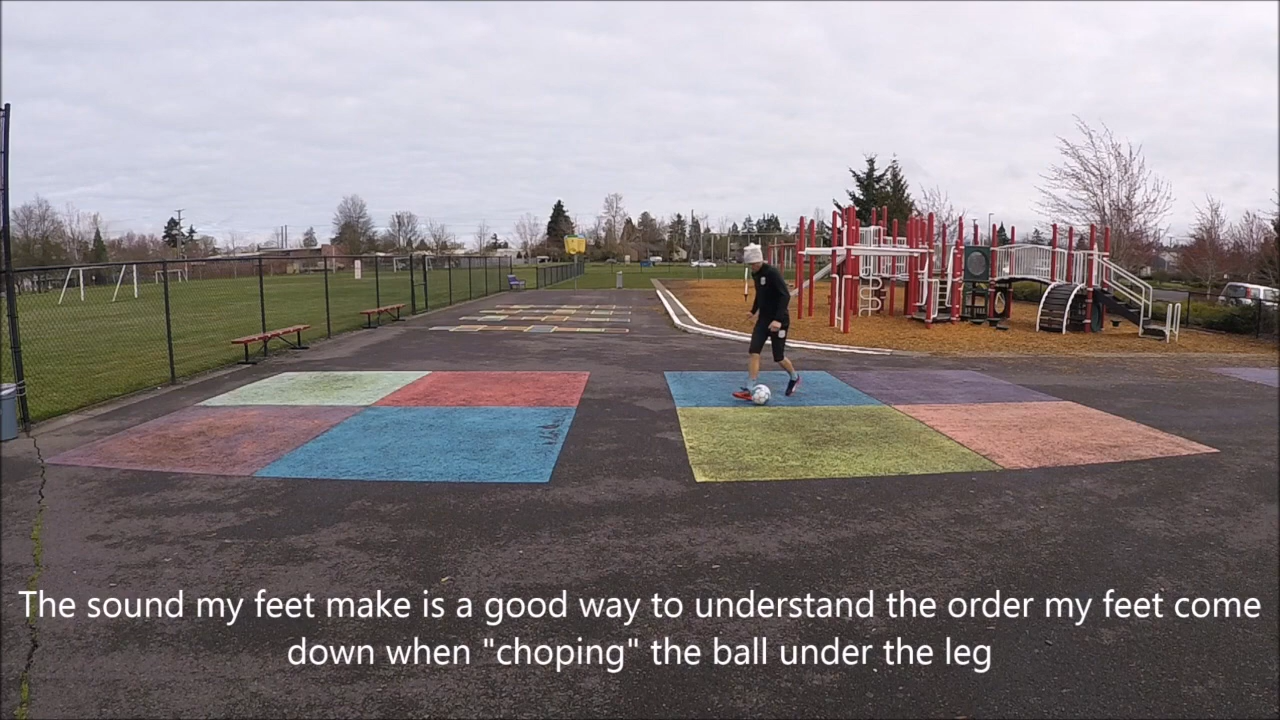 The sound my feet make is a good way to understand the order my feet come
down when "choping" the ball under the leg